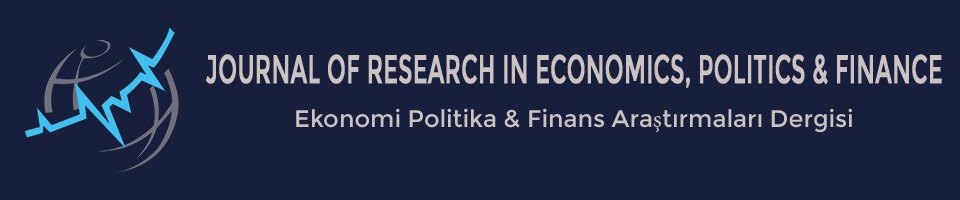 JOURNAL OF RESEARCH IN ECONOMICS, POLITICS & FINANCE
Ekonomi Politika & Finans Araştırmaları Dergisi